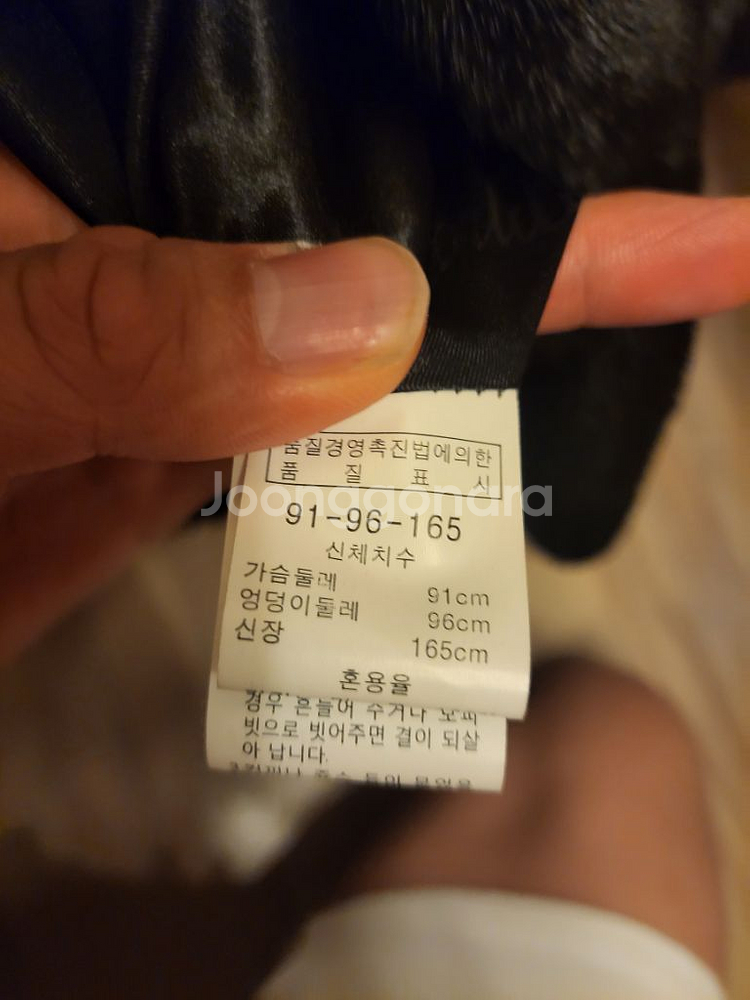 품질경영촉진법에의한
품 질 표 시
Joonggonara
91-96-165
신체치수
가슴둘레 91cm
엉덩이둘레 96cm
신장 165cm
혼용율
경우 흔들어 주거나 모피
빗으로 빗어주면 결이 되살
아 납니다.